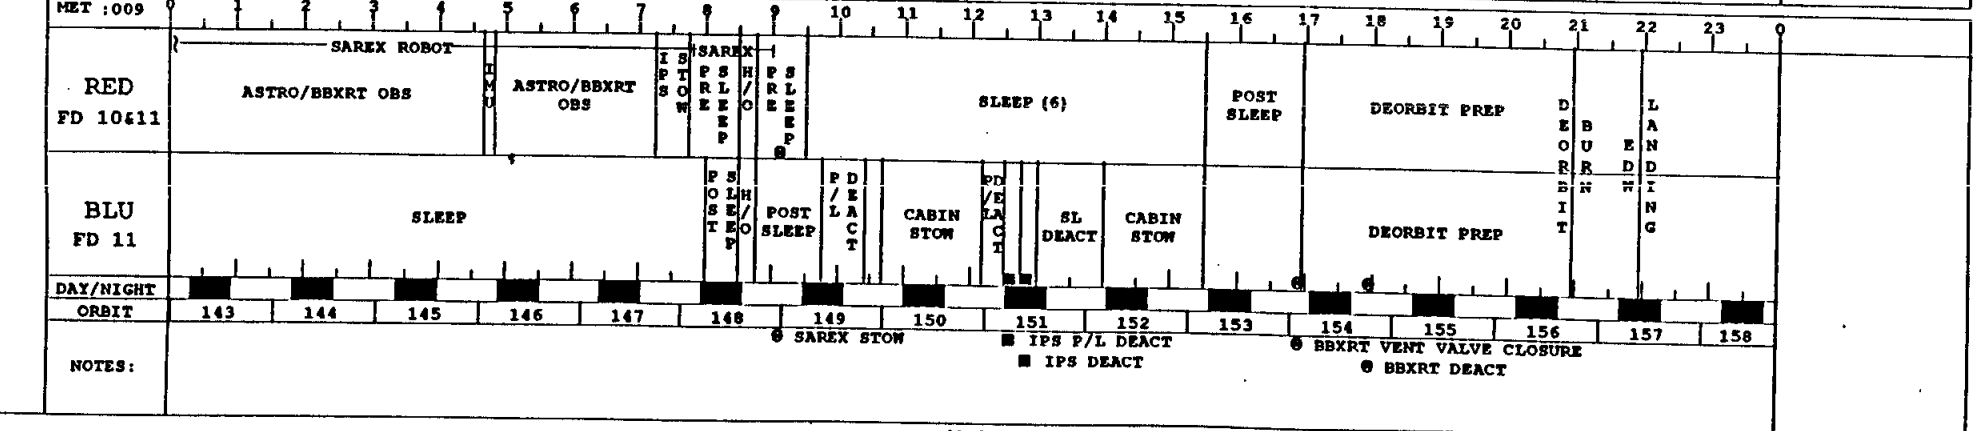 MET :009 0 1 2 3 4 5 6 7 8 9 10 11 12 13 14 15 16 17 18 19 20 21 22 23 0
SAREX ROBOT
SAREX
RED
FD 10&11
ASTRO/BBXRT OBS
IMU
ASTRO/BBXRT
OBS
IPS STOW
PRE SLEEP
H/O
PRE SLEEP
SLEEP (6)
POST
SLEEP
DEORBIT PREP
DEORBIT BURN
EDW LANDING
BLU
FD 11
SLEEP
POST SLEEP
H/O
POST
SLEEP
P/L DEACT
CABIN
STOW
P/L DEACT
SL
DEACT
CABIN
STOW
DEORBIT PREP
DAY/NIGHT
ORBIT 143 144 145 146 147 148 149 150 151 152 153 154 155 156 157 158
NOTES:
SAREX STOW
IPS P/L DEACT
IPS DEACT
BBXRT VENT VALVE CLOSURE
BBXRT DEACT